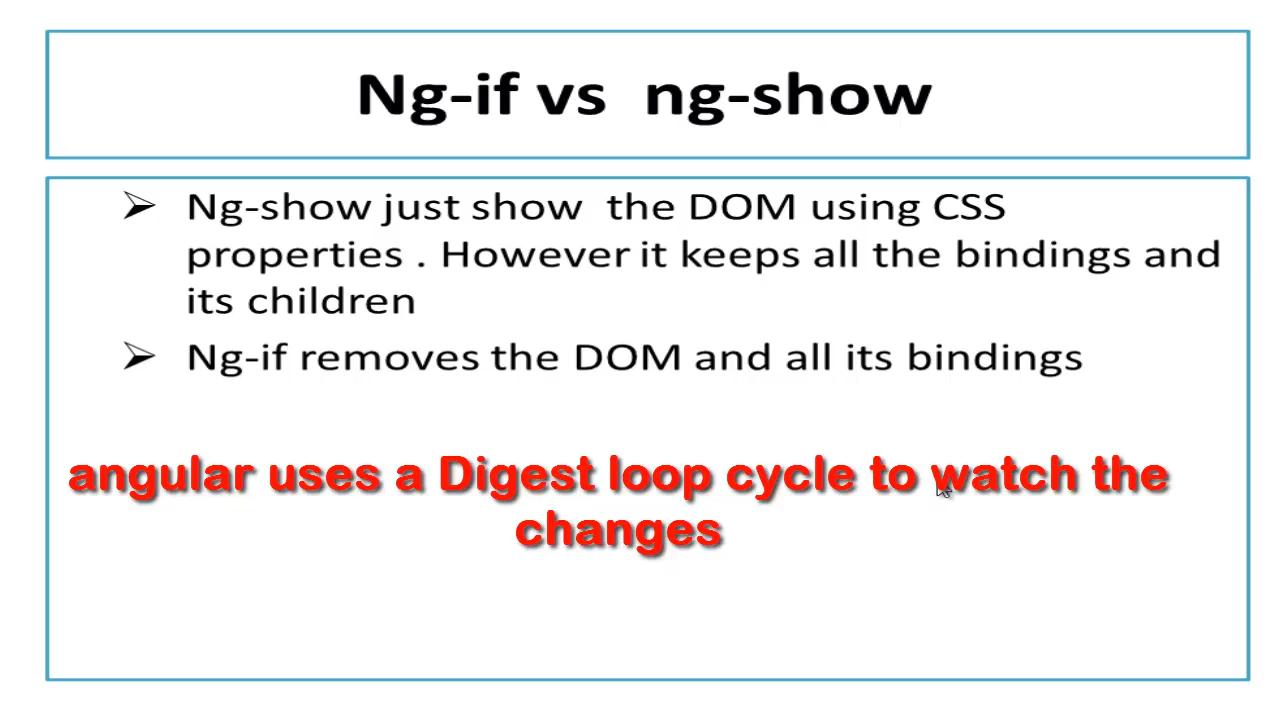 Ng-if vs ng-show
Ng-show just show the DOM using CSS
properties . However it keeps all the bindings and
its children
Ng-if removes the DOM and all its bindings
angular uses a Digest loop cycle to watch the
changes